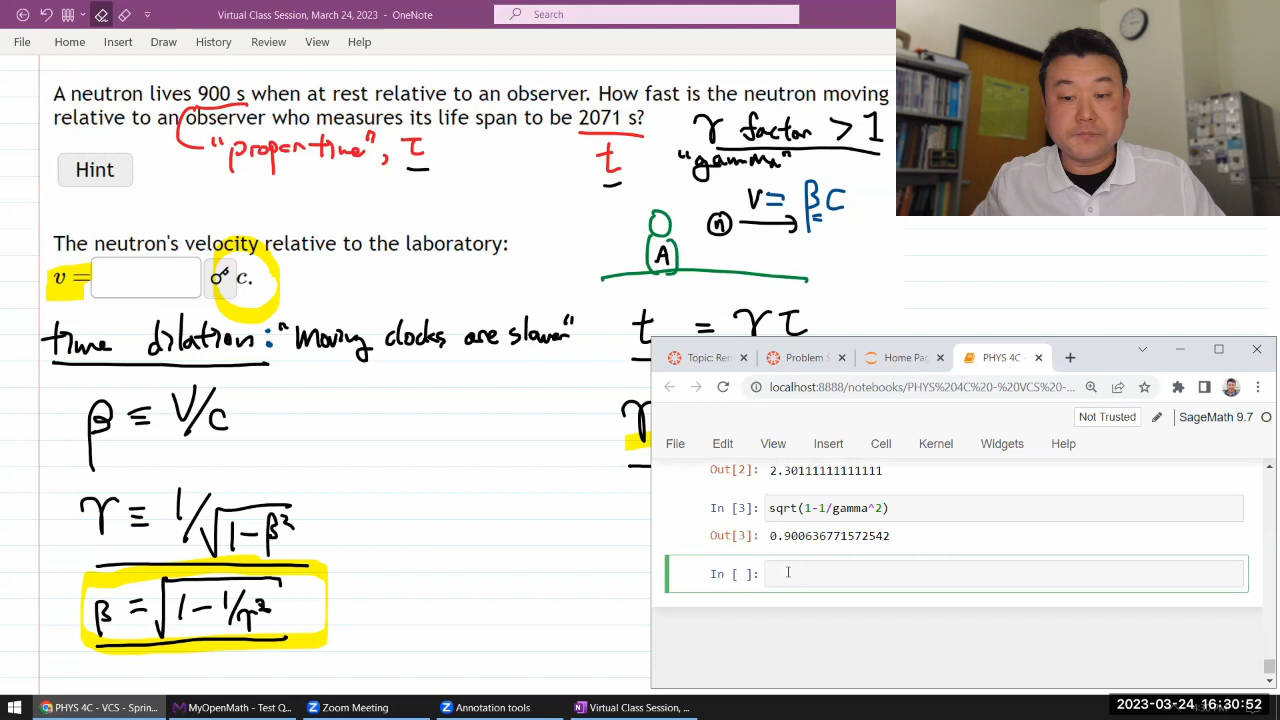 Virtual Class Session, March 24, 2023 - OneNote
Search
File Home Insert Draw History Review View Help
A neutron lives 900 s when at rest relative to an observer. How fast is the neutron moving
relative to an observer who measures its life span to be 2071 s?
"proper time", τ
t
γ factor > 1
"gamma"
Hint
n V = βc
A
The neutron's velocity relative to the laboratory:
v = c.
time dilation: "Moving clocks are slower"
t = γτ
β ≡ V/c
γ
γ ≡ 1/√(1-β²)
β = √(1-1/γ²)
Topic: Re
Problem S
Home Pa
PHYS 4C -
localhost:8888/notebooks/PHYS%204C%20-%20VCS%20-...
Not Trusted
SageMath 9.7
File Edit View Insert Cell Kernel Widgets Help
Out[2]: 2.30111111111111
In [3]: sqrt(1-1/gamma^2)
Out[3]: 0.900636771572542
In [ ]:
PHYS 4C - VCS - Sprin...
MyOpenMath - Test Q...
Zoom Meeting
Annotation tools
Virtual Class Session, ...
2023-03-24 16:30:52